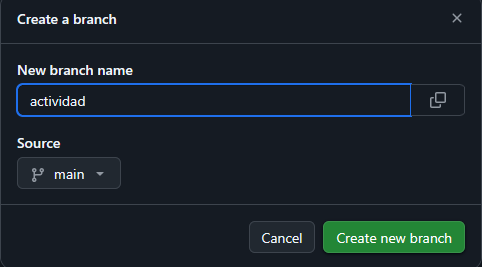 Create a branch
New branch name
actividad
Source
main
Cancel
Create new branch